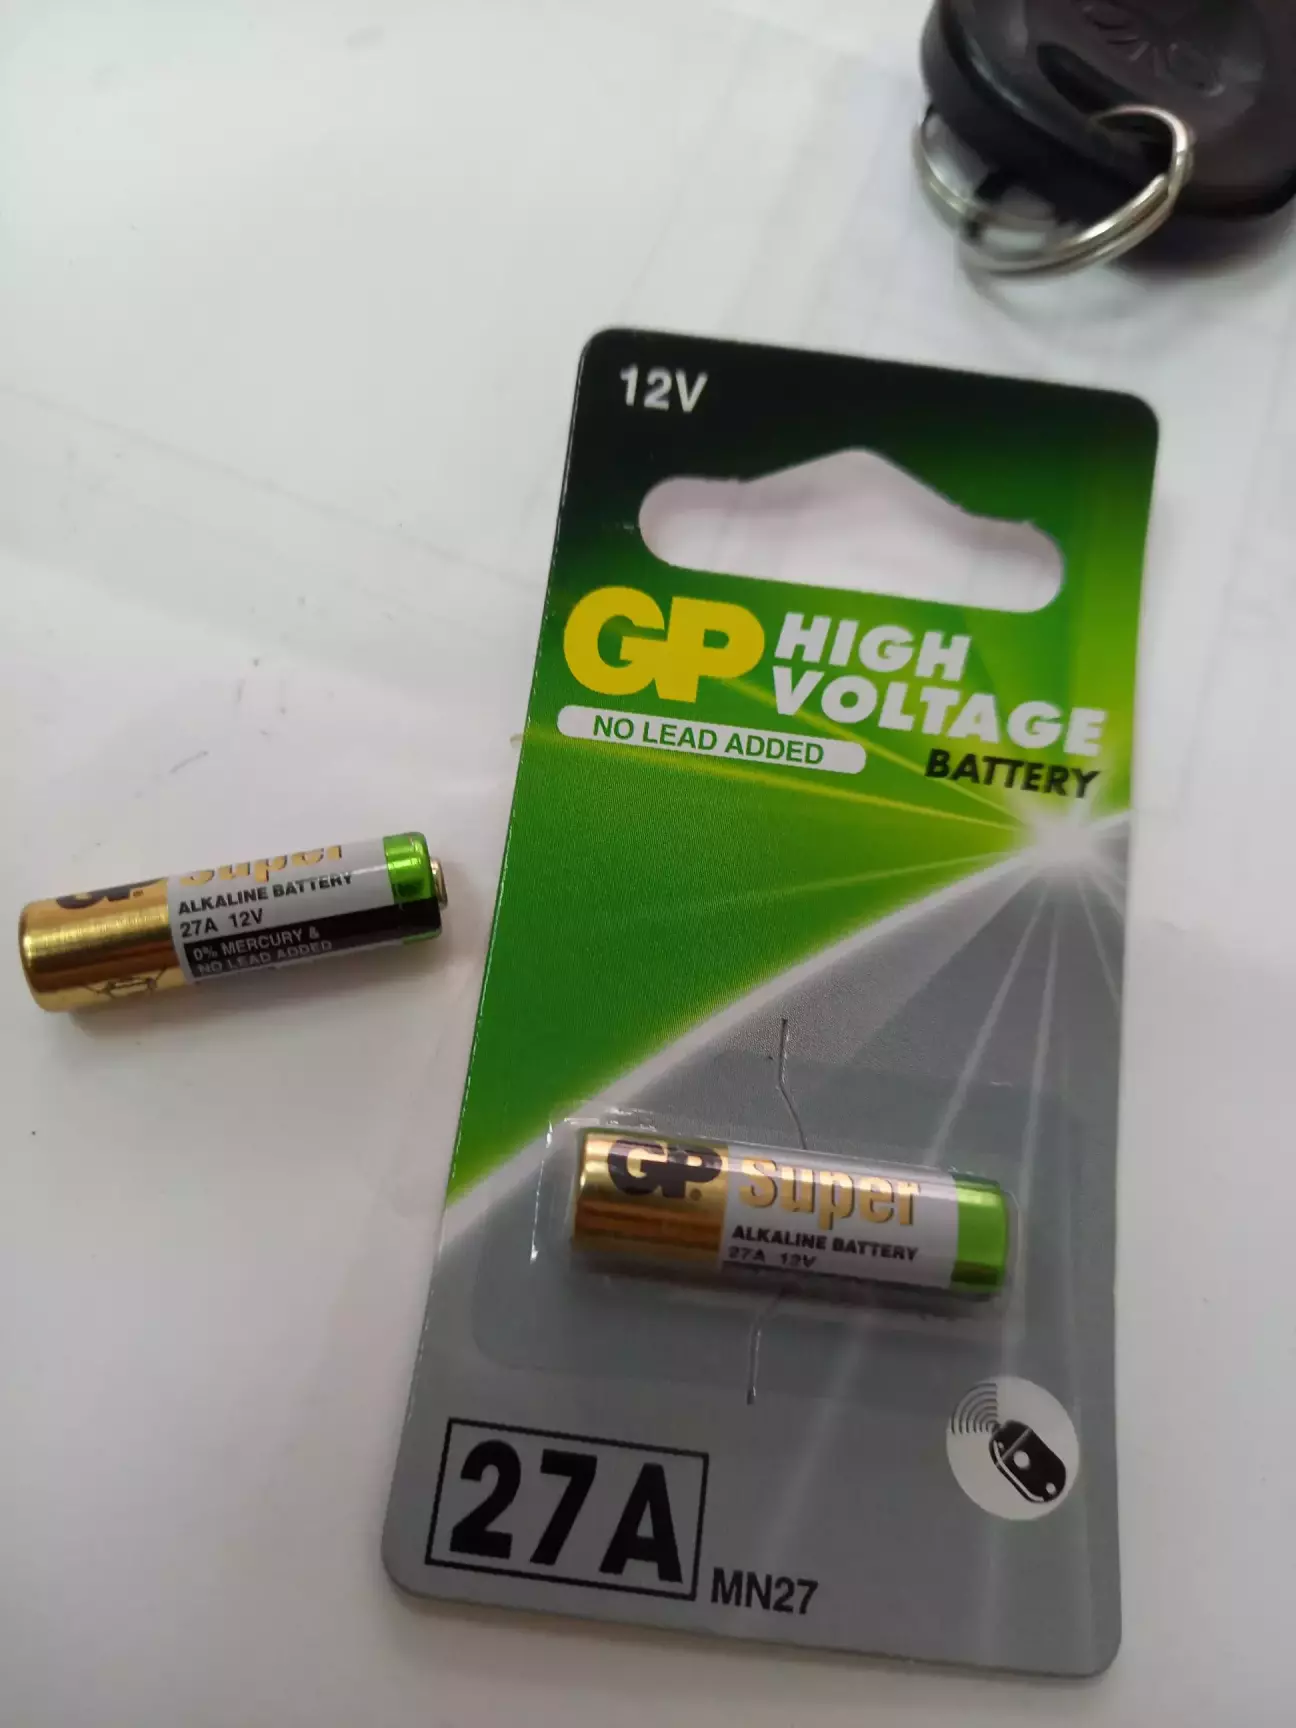 12V
GP HIGH
VOLTAGE
NO LEAD ADDED
BATTERY
GP Super
ALKALINE BATTERY
27A 12V
0% MERCURY &
NO LEAD ADDED
GP Super
ALKALINE BATTERY
27A 12V
27A MN27